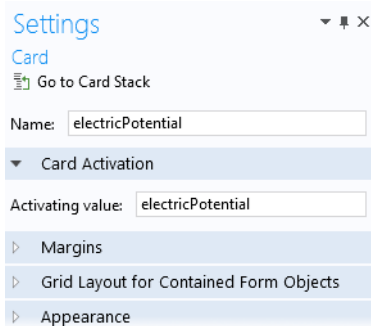 Settings
Card
Go to Card Stack
Name: electricPotential
Card Activation
Activating value: electricPotential
Margins
Grid Layout for Contained Form Objects
Appearance